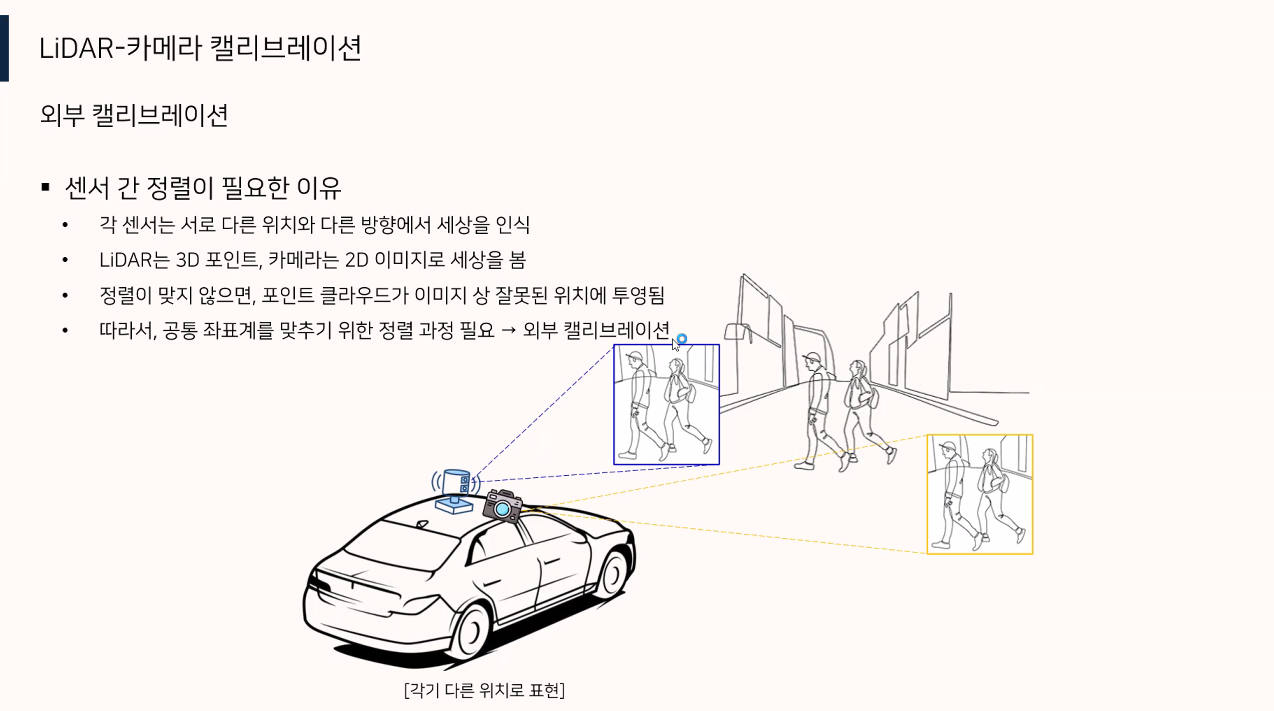 LiDAR-카메라 캘리브레이션
외부 캘리브레이션
▪ 센서 간 정렬이 필요한 이유
• 각 센서는 서로 다른 위치와 다른 방향에서 세상을 인식
• LiDAR는 3D 포인트, 카메라는 2D 이미지로 세상을 봄
• 정렬이 맞지 않으면, 포인트 클라우드가 이미지 상 잘못된 위치에 투영됨
• 따라서, 공통 좌표계를 맞추기 위한 정렬 과정 필요 → 외부 캘리브레이션
[각기 다른 위치로 표현]